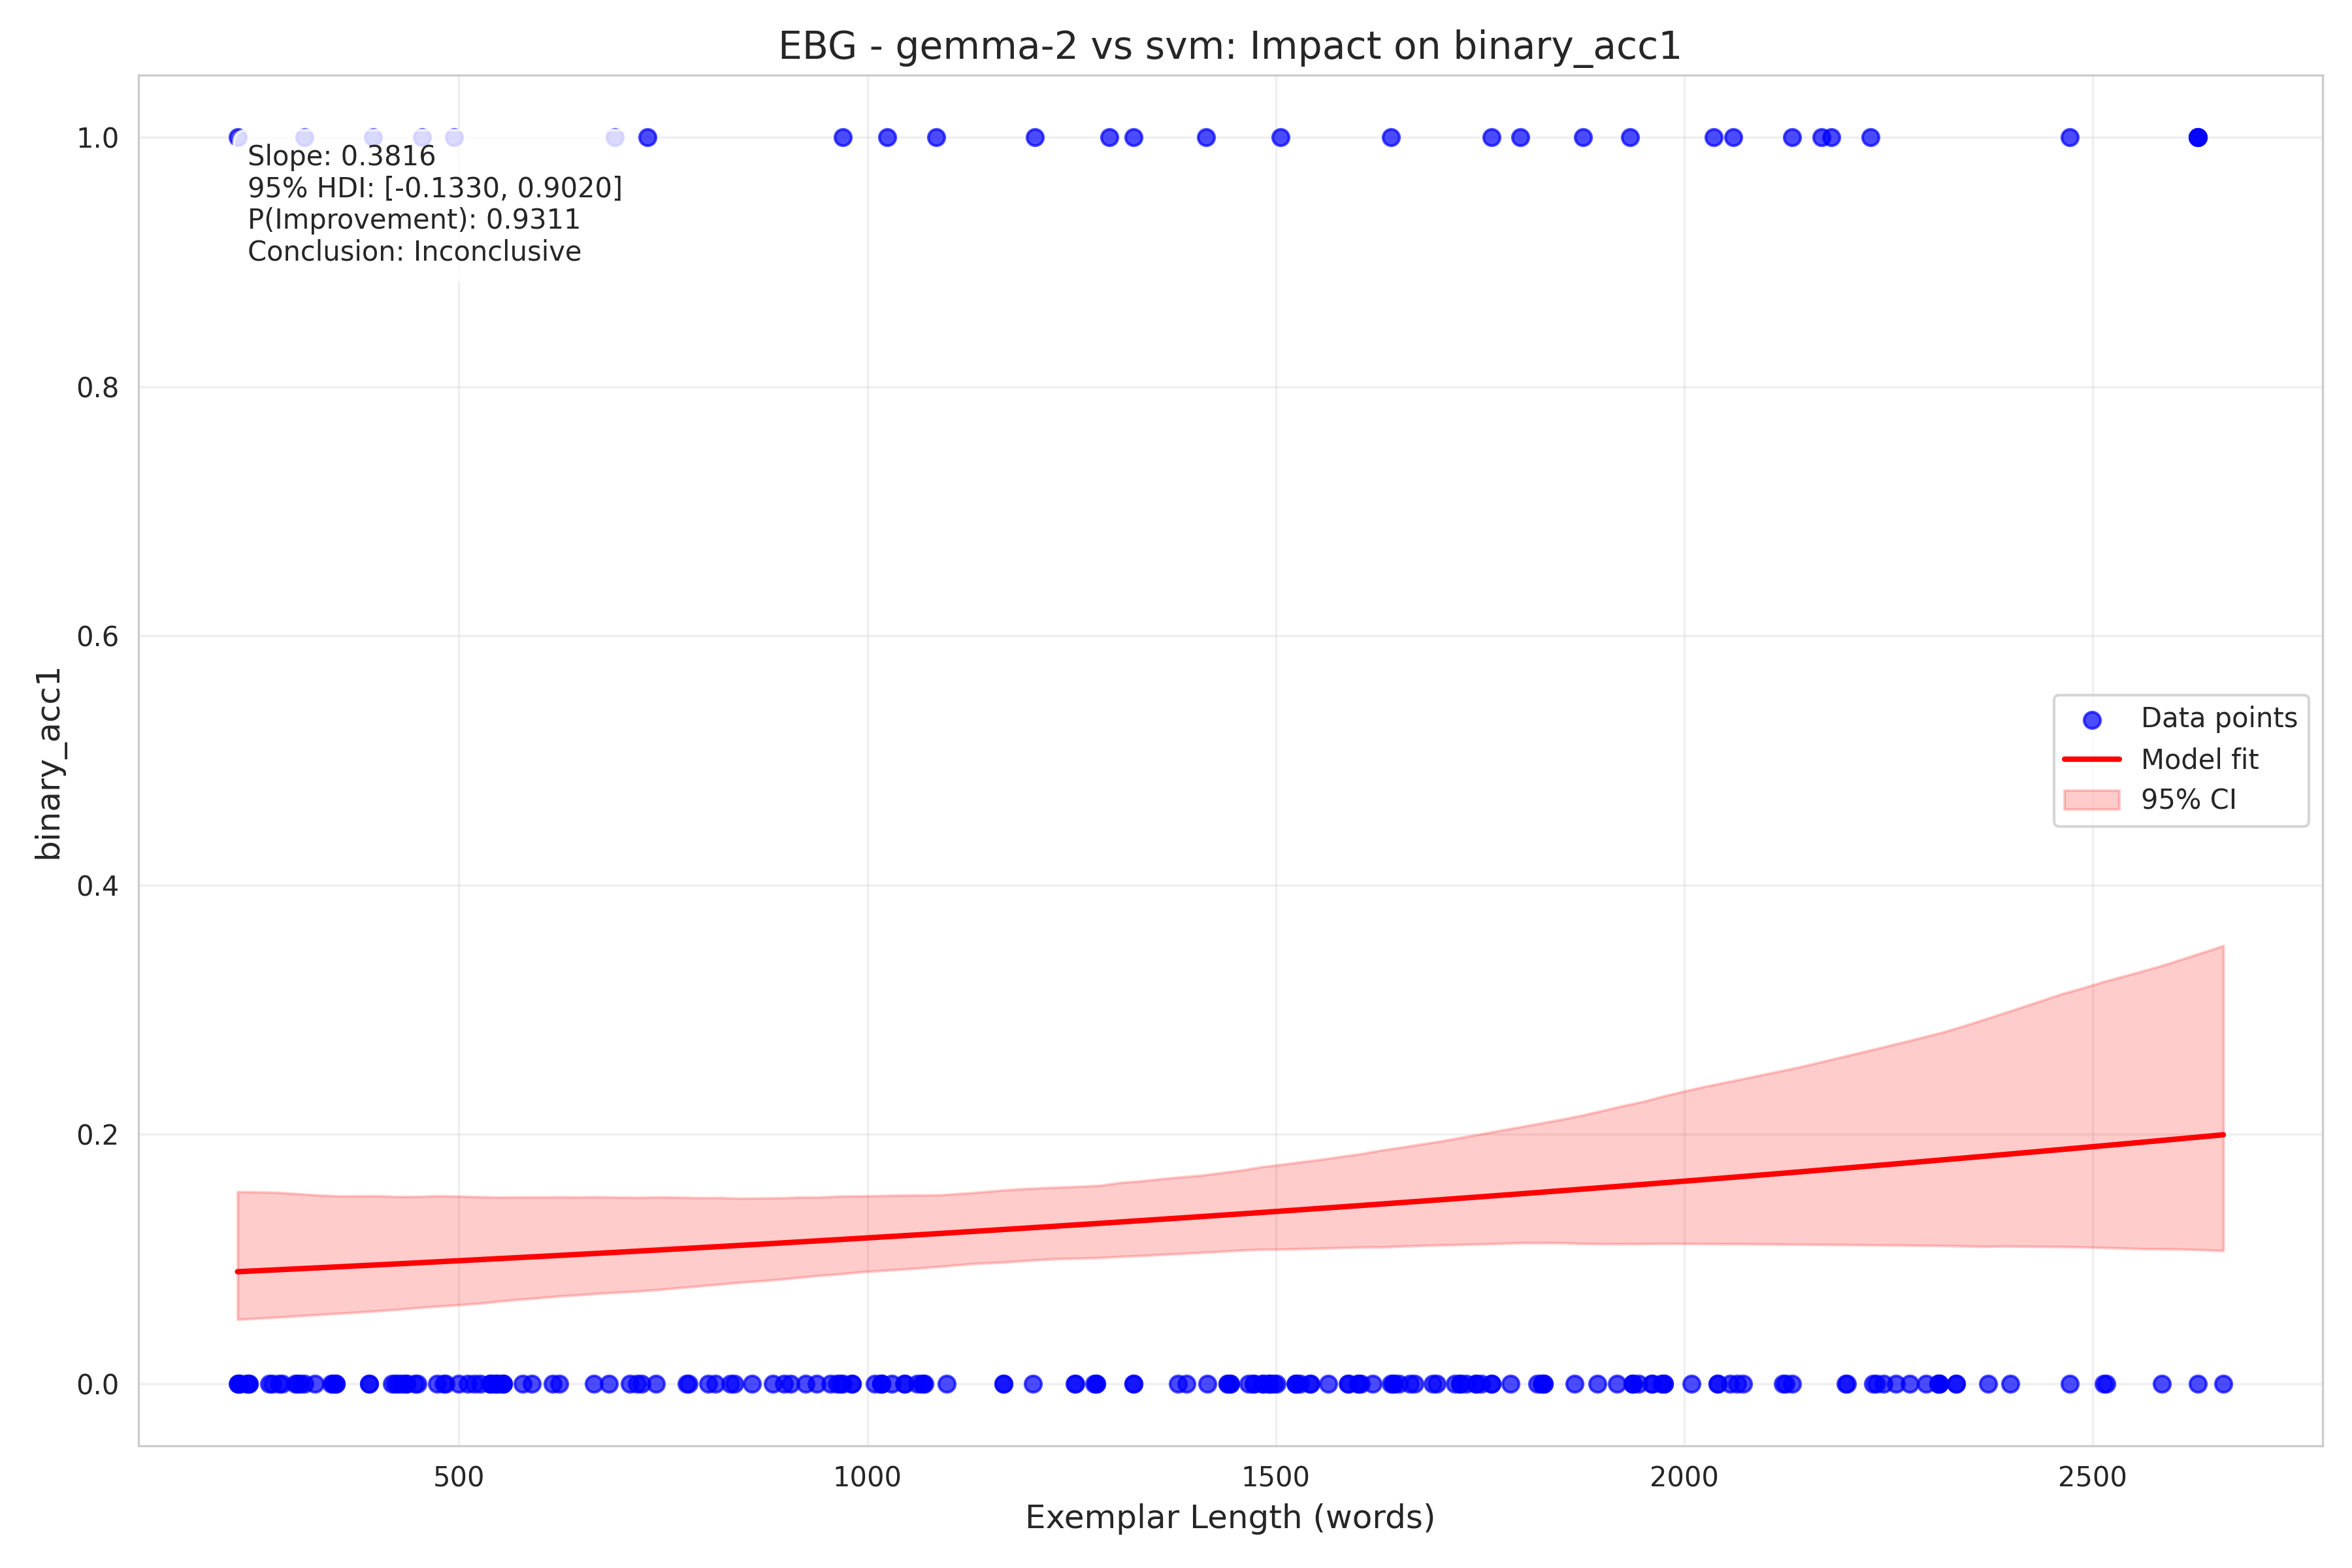 EBG - gemma-2 vs svm: Impact on binary_acc1
1.0
0.8
0.6
0.4
0.2
0.0
binary_acc1
Slope: 0.3816
95% HDI: [-0.1330, 0.9020]
P(Improvement): 0.9311
Conclusion: Inconclusive
Data points
Model fit
95% CI
500 1000 1500 2000 2500
Exemplar Length (words)